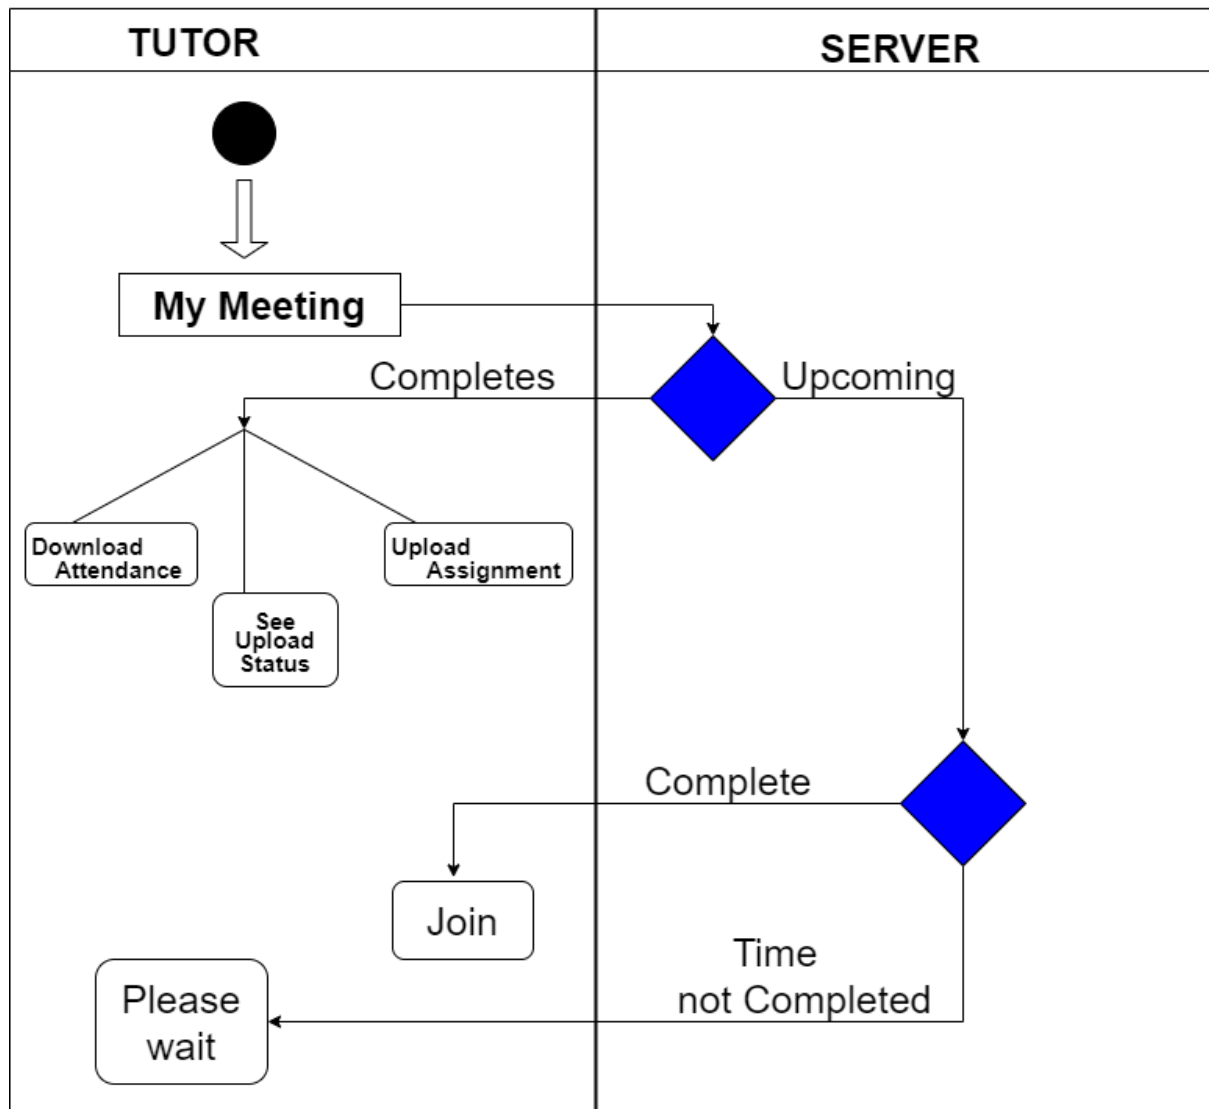 TUTOR
SERVER
My Meeting
Completes
Upcoming
Download
Attendance
Upload
Assignment
See
Upload
Status
Complete
Join
Time
not Completed
Please
wait